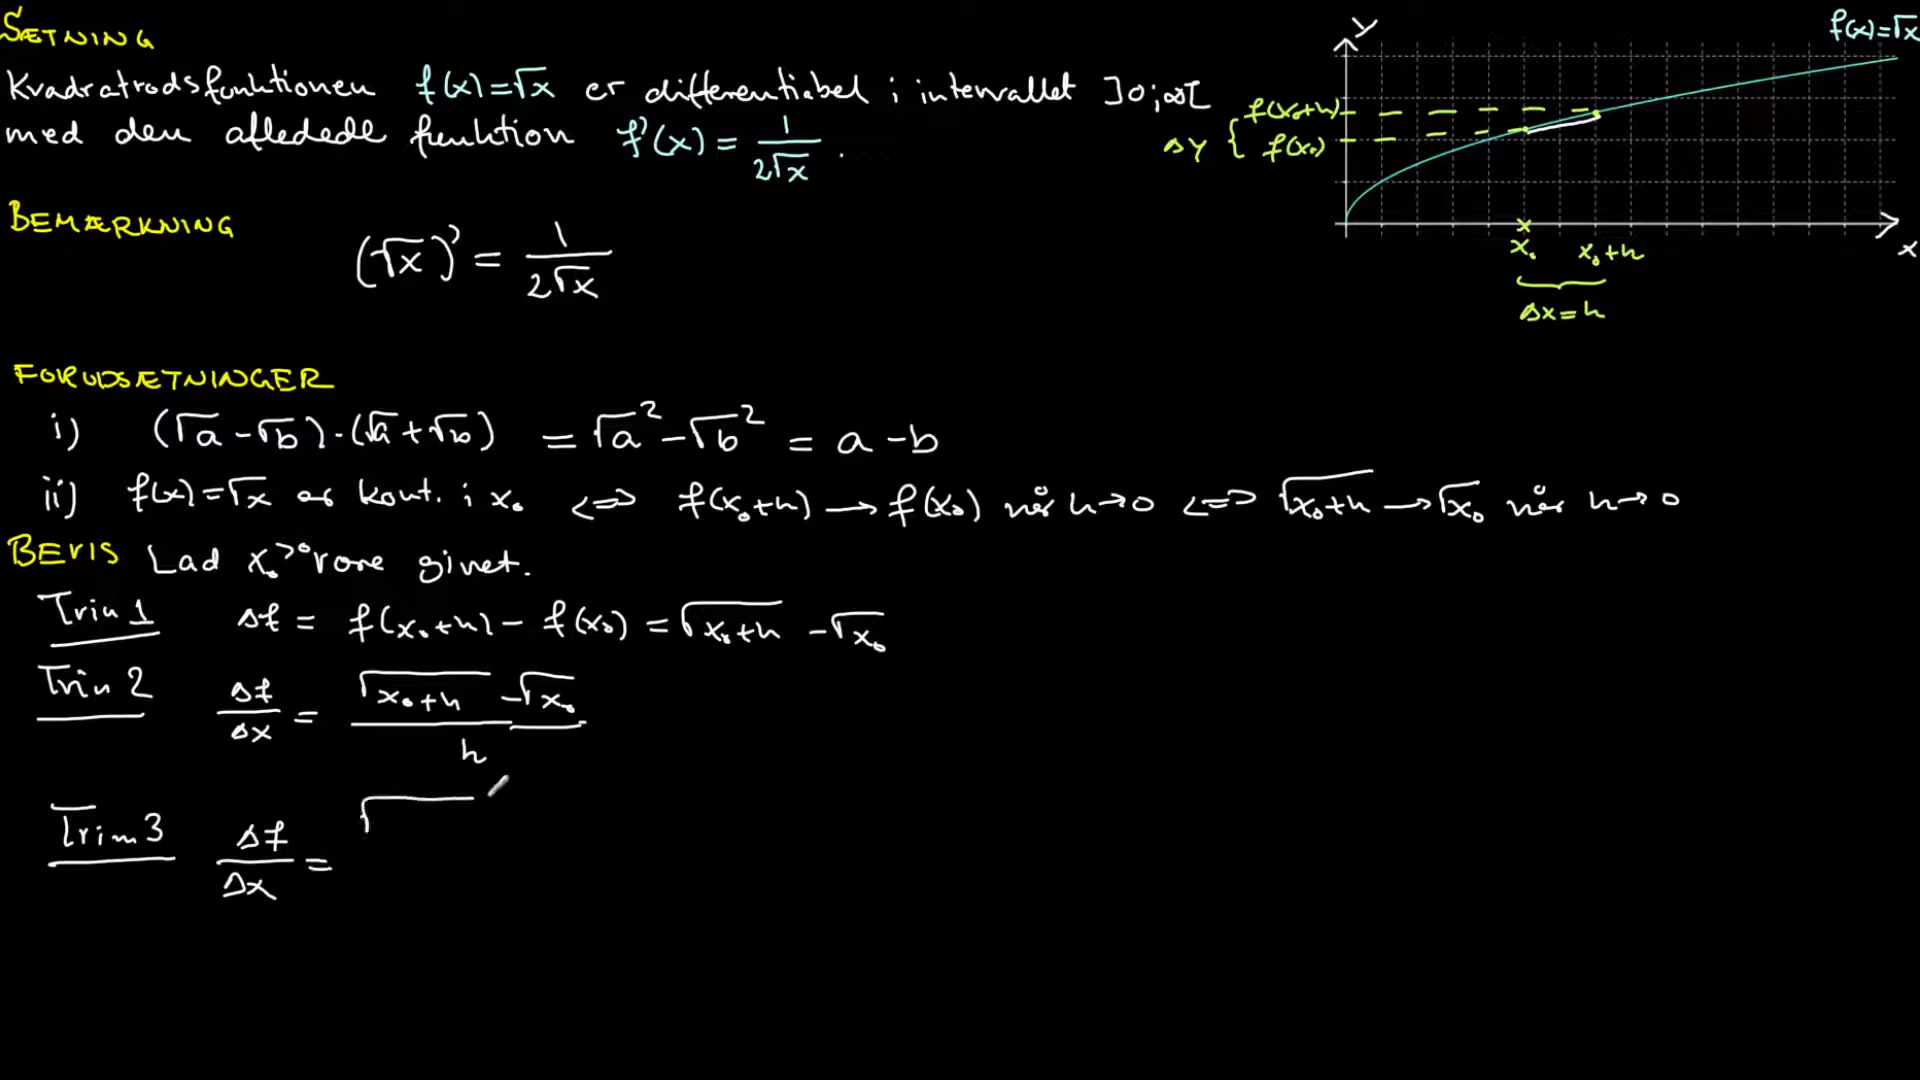 SÆTNING
Kvadratrodsfunktionen f(x)=√x er differentiabel i intervallet ]0;∞[
med den afledede funktion f'(x) = 1/(2√x) .
BEMÆRKNING
(√x)' = 1/(2√x)
FORUDSÆTNINGER
i) (√a-√b)·(√a+√b) = √a²-√b² = a-b
ii) f(x)=√x er kont. i x₀ <=> f(x₀+h) → f(x₀) når h→0 <=> √(x₀+h) → √x₀ når h→0
BEVIS Lad x₀>0 være givet.
Trin 1 Δf = f(x₀+h) - f(x₀) = √(x₀+h) - √x₀
Trin 2 Δf/Δx = (√(x₀+h) - √x₀)/h
Trin 3 Δf/Δx = √
y
f(x)=√x
f(x₀+h)
Δy { f(x₀)
x
x₀ x₀+h
Δx=h